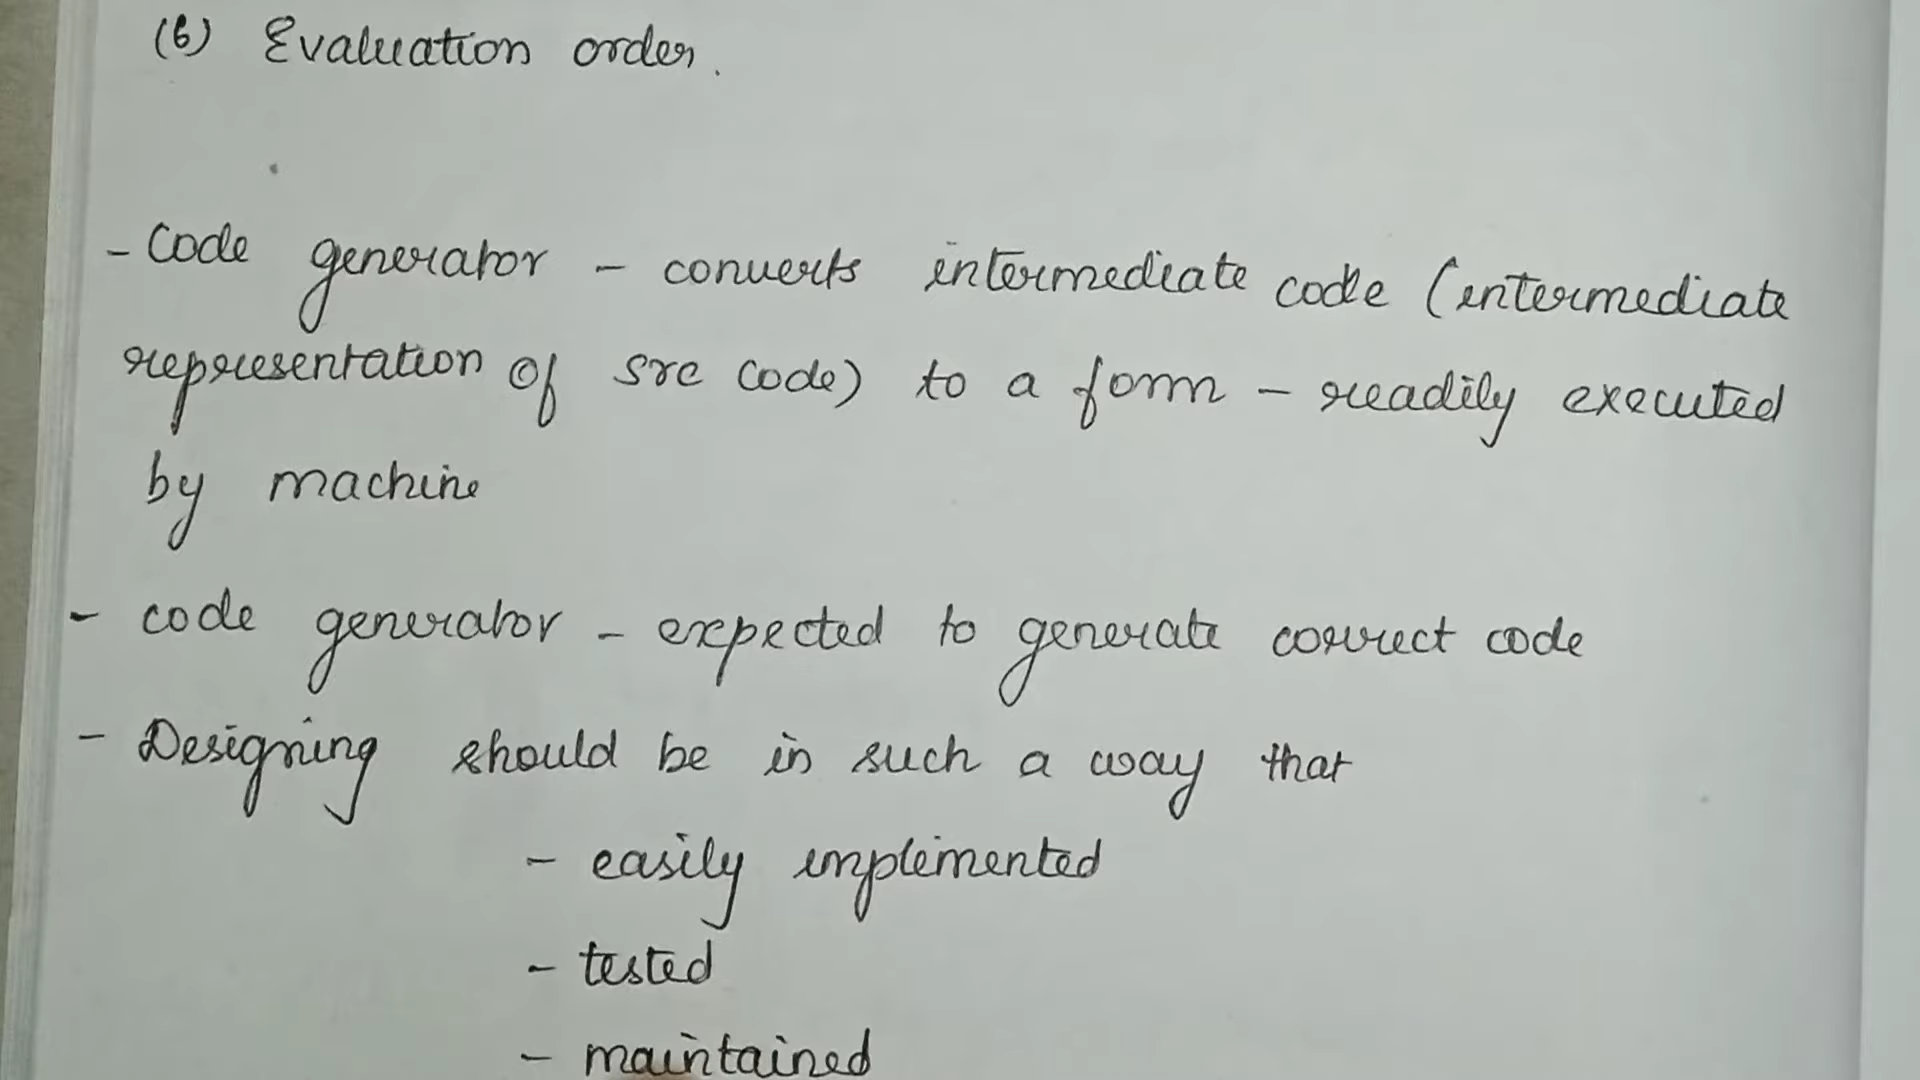 (6) Evaluation order.
- Code generator - converts intermediate code (intermediate
representation of src code) to a form - readily executed
by machine
- code generator - expected to generate correct code
- Designing should be in such a way that
- easily implemented
- tested
- maintained